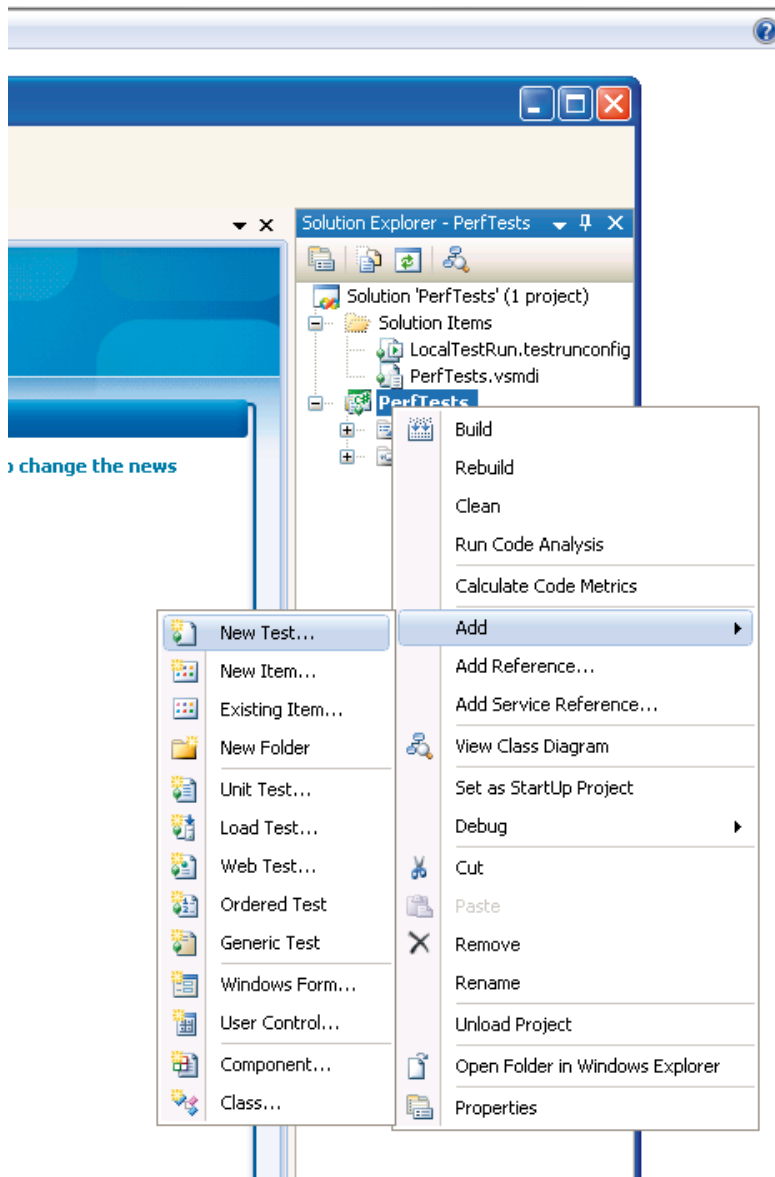 Solution Explorer - PerfTests
Solution 'PerfTests' (1 project)
Solution Items
LocalTestRun.testrunconfig
PerfTests.vsmdi
PerfTests
change the news
Build
Rebuild
Clean
Run Code Analysis
Calculate Code Metrics
Add
Add Reference...
Add Service Reference...
View Class Diagram
Set as StartUp Project
Debug
Cut
Paste
Remove
Rename
Unload Project
Open Folder in Windows Explorer
Properties
New Test...
New Item...
Existing Item...
New Folder
Unit Test...
Load Test...
Web Test...
Ordered Test
Generic Test
Windows Form...
User Control...
Component...
Class...